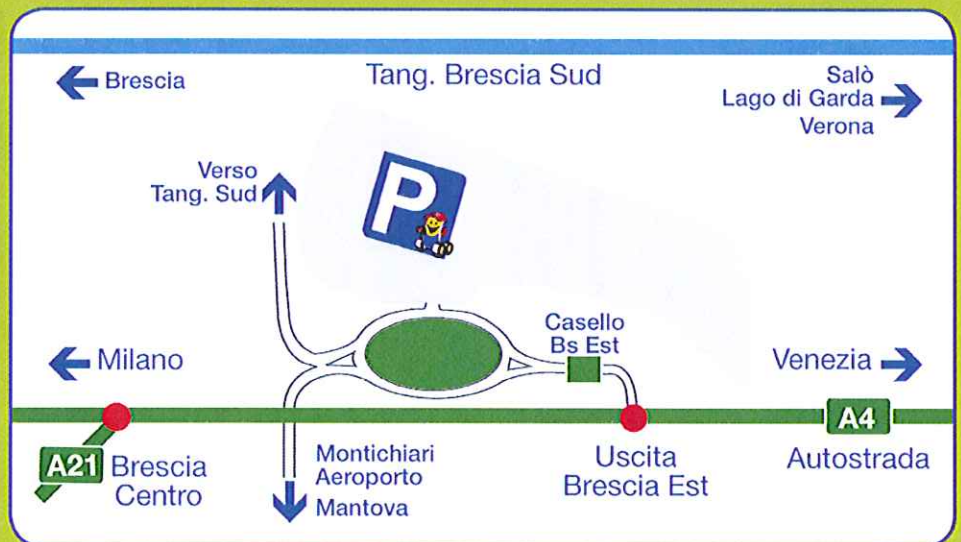 Tang. Brescia Sud
Brescia
Salò
Lago di Garda
Verona
Verso
Tang. Sud
P
Casello
Bs Est
Milano
Venezia
A4
A21
Brescia
Centro
Montichiari
Aeroporto
Mantova
Uscita
Brescia Est
Autostrada